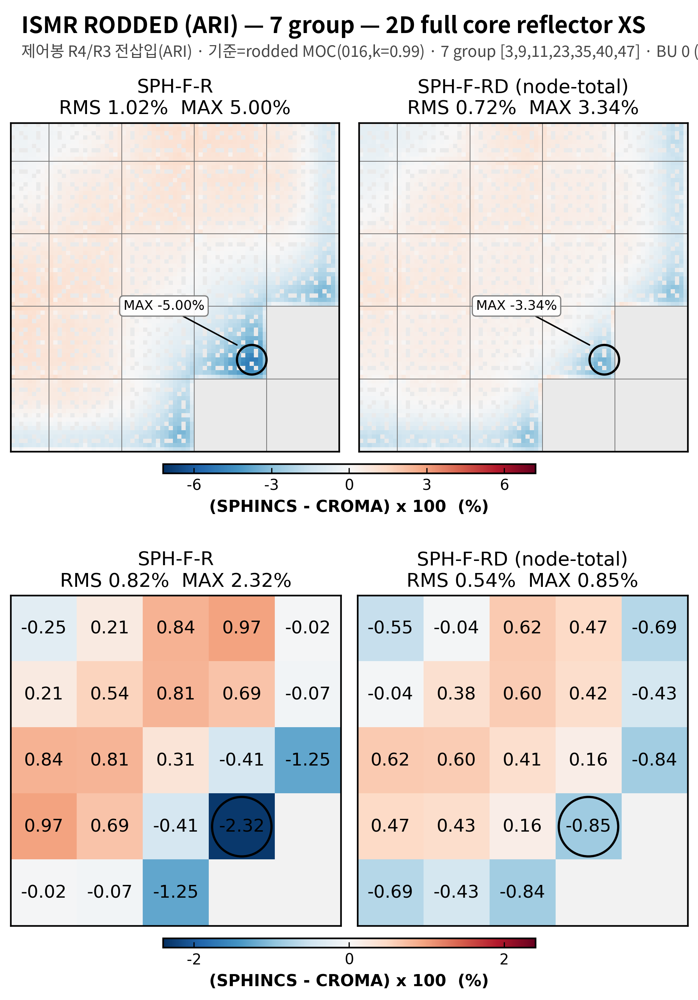 ISMR RODDED (ARI) — 7 group — 2D full core reflector XS
제어봉 R4/R3 전삽입(ARI) · 기준=rodded MOC(016,k=0.99) · 7 group [3,9,11,23,35,40,47] · BU 0 (
SPH-F-R
RMS 1.02%  MAX 5.00%
SPH-F-RD (node-total)
RMS 0.72%  MAX 3.34%
MAX -5.00%
MAX -3.34%
-6 -3 0 3 6
(SPHINCS - CROMA) x 100  (%)
SPH-F-R
RMS 0.82%  MAX 2.32%
SPH-F-RD (node-total)
RMS 0.54%  MAX 0.85%
-0.25 0.21 0.84 0.97 -0.02
0.21 0.54 0.81 0.69 -0.07
0.84 0.81 0.31 -0.41 -1.25
0.97 0.69 -0.41 -2.32
-0.02 -0.07 -1.25
-0.55 -0.04 0.62 0.47 -0.69
-0.04 0.38 0.60 0.42 -0.43
0.62 0.60 0.41 0.16 -0.84
0.47 0.43 0.16 -0.85
-0.69 -0.43 -0.84
-2 0 2
(SPHINCS - CROMA) x 100  (%)